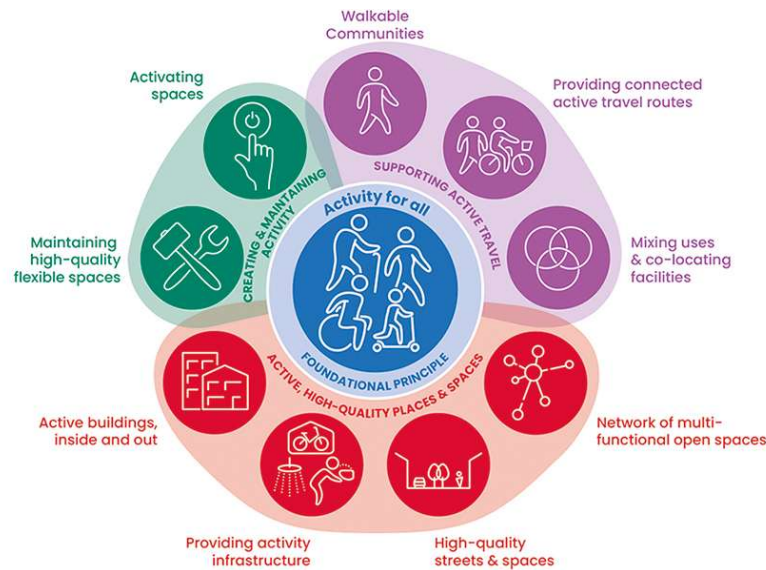 Walkable
Communities
Activating
spaces
Providing connected
active travel routes
SUPPORTING ACTIVE TRAVEL
CREATING & MAINTAINING
ACTIVITY
Activity for all
Maintaining
high-quality
flexible spaces
Mixing uses
& co-locating
facilities
FOUNDATIONAL PRINCIPLE
ACTIVE, HIGH-QUALITY PLACES & SPACES
Active buildings,
inside and out
Network of multi-
functional open spaces
Providing activity
infrastructure
High-quality
streets & spaces